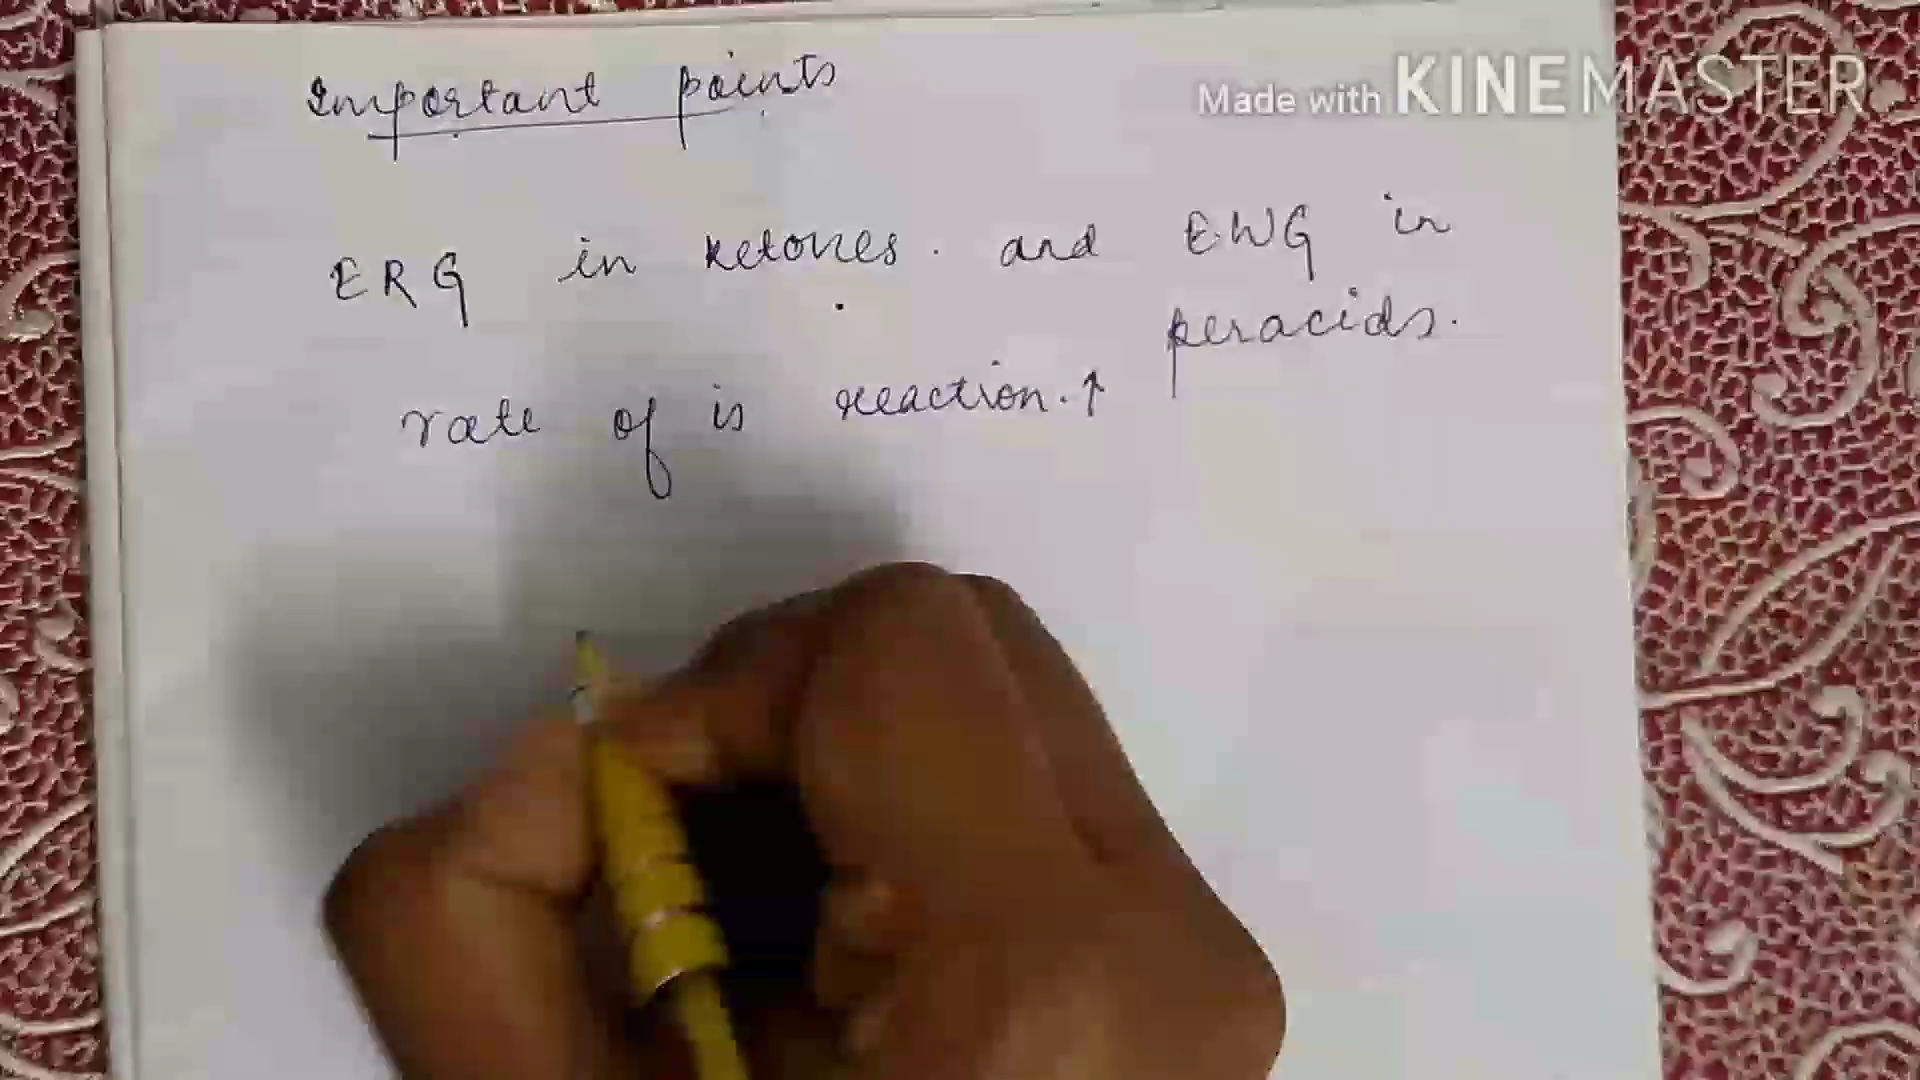 Important points
Made with KINEMASTER
ERG in ketones. and EWG in
peracids.
rate of is reaction. ↑